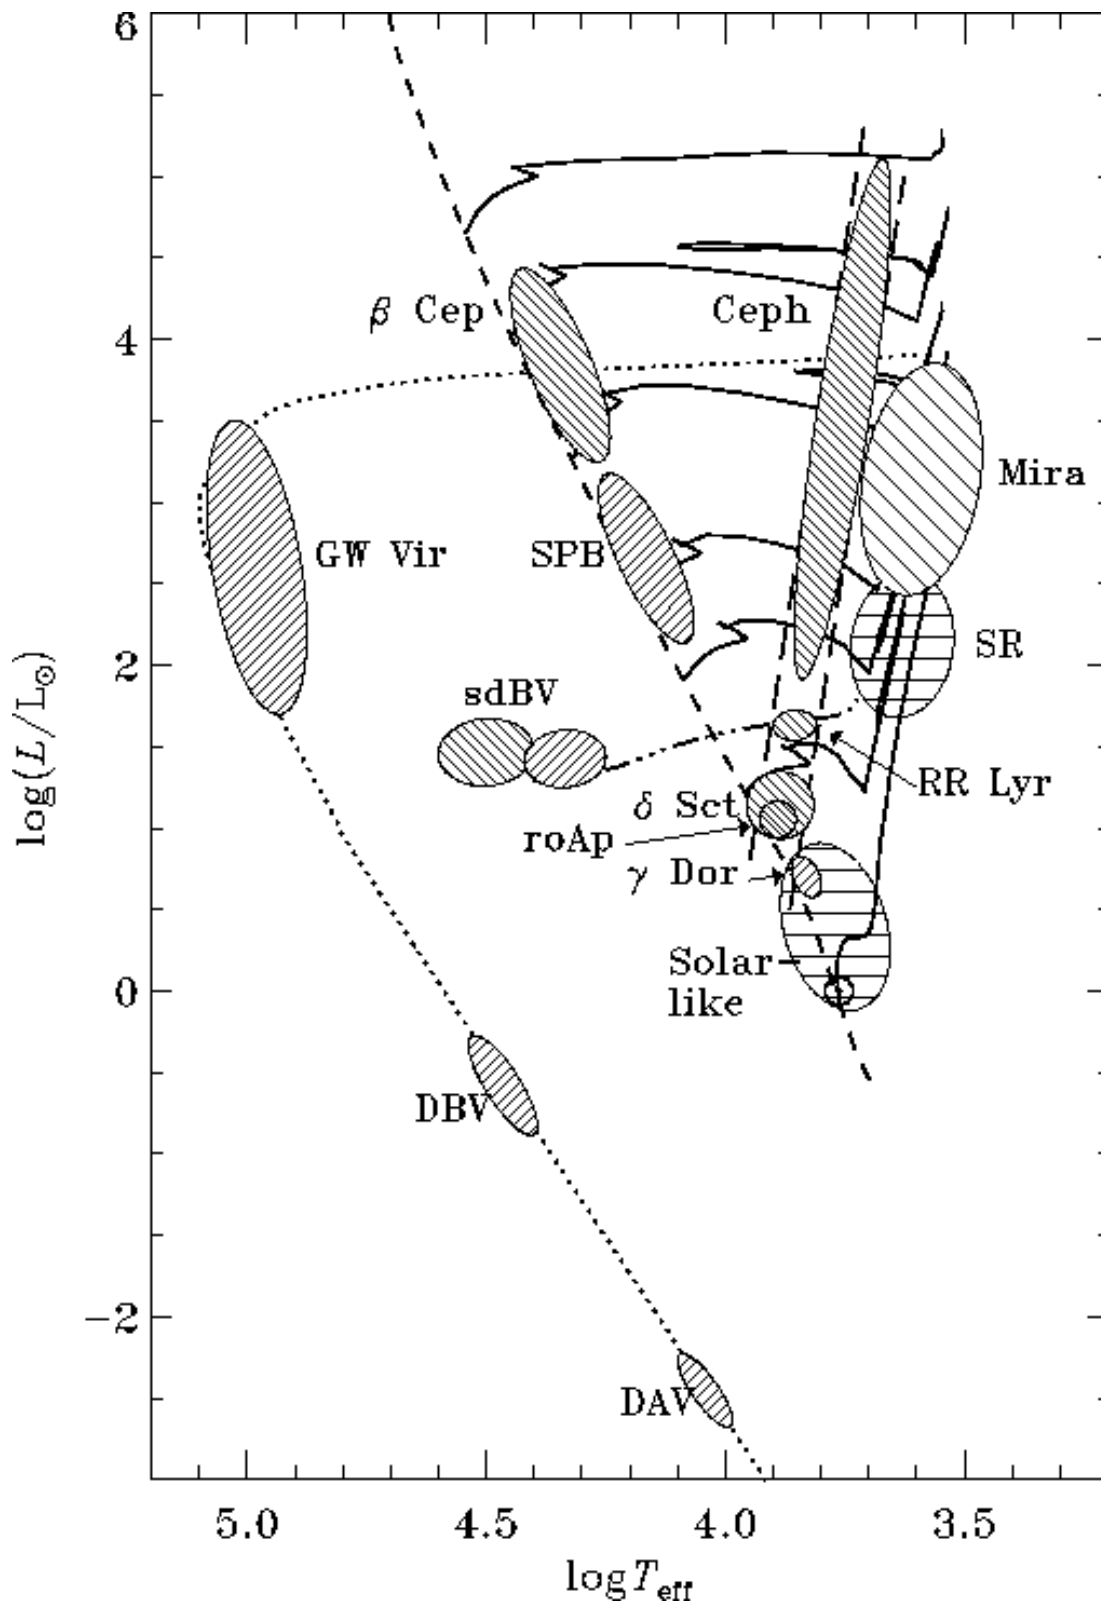 6
β Cep
Ceph
4
Mira
GW Vir
SPB
SR
2
sdBV
RR Lyr
δ Sct
roAp
γ Dor
Solar
like
0
DBV
−2
DAV
log(L/L☉)
5.0 4.5 4.0 3.5
log T_eff